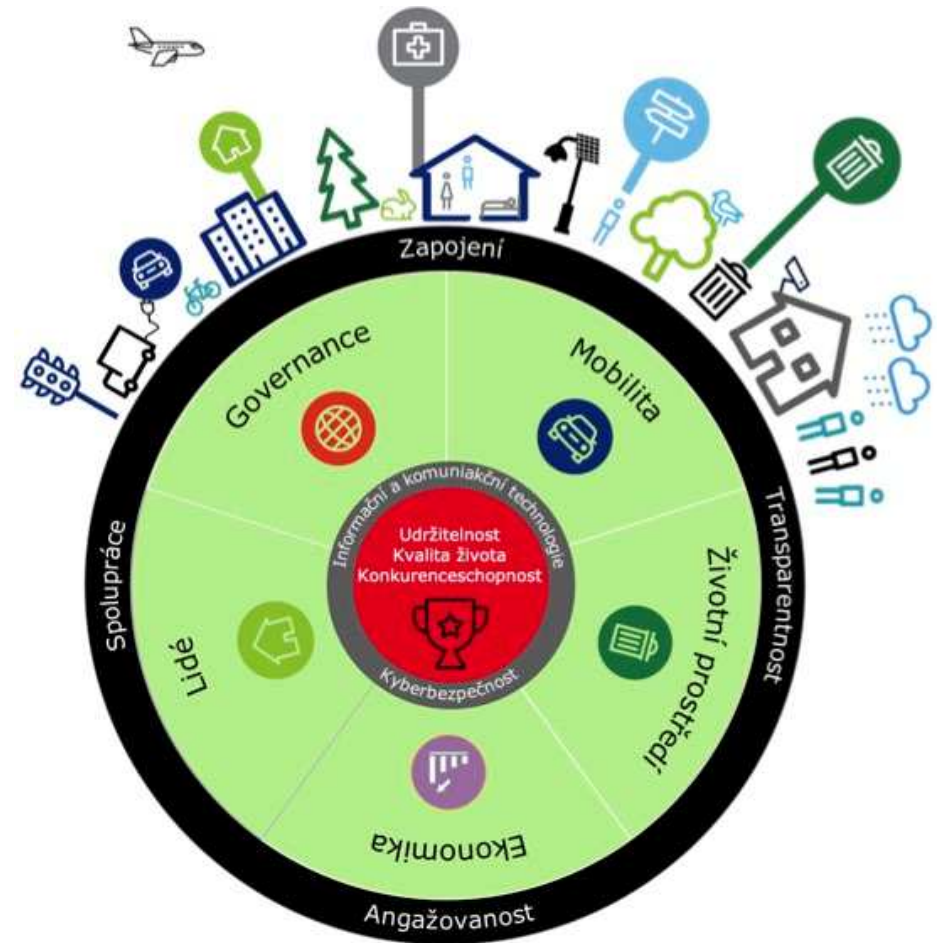 Zapojení
Governance
Mobilita
Informační a komuniakční technologie
Udržitelnost
Kvalita života
Konkurenceschopnost
Kyberbezpečnost
Spolupráce
Transparentnost
Lidé
Životní prostředí
Ekonomika
Angažovanost